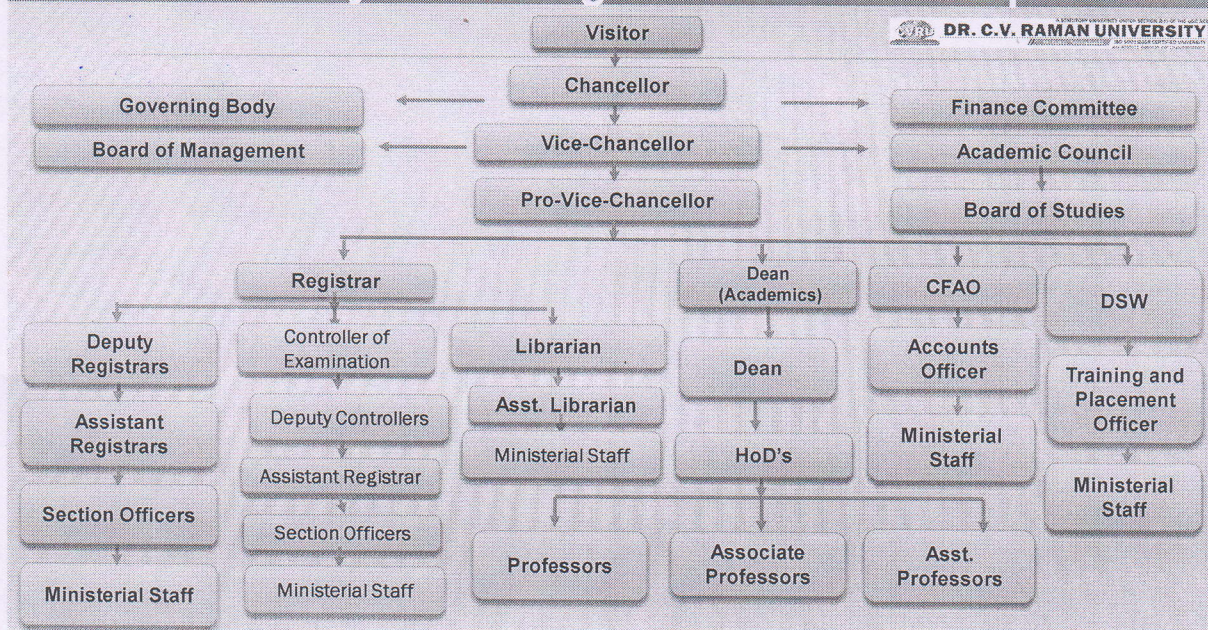 DR. C.V. RAMAN UNIVERSITY
Visitor
Chancellor
Governing Body
Finance Committee
Board of Management
Vice-Chancellor
Academic Council
Pro-Vice-Chancellor
Board of Studies
Registrar
Dean
(Academics)
CFAO
DSW
Deputy
Registrars
Controller of
Examination
Librarian
Dean
Accounts
Officer
Training and
Placement
Officer
Assistant
Registrars
Deputy Controllers
Asst. Librarian
Ministerial Staff
HoD's
Ministerial
Staff
Assistant Registrar
Ministerial
Staff
Section Officers
Section Officers
Professors
Associate
Professors
Asst.
Professors
Ministerial Staff
Ministerial Staff